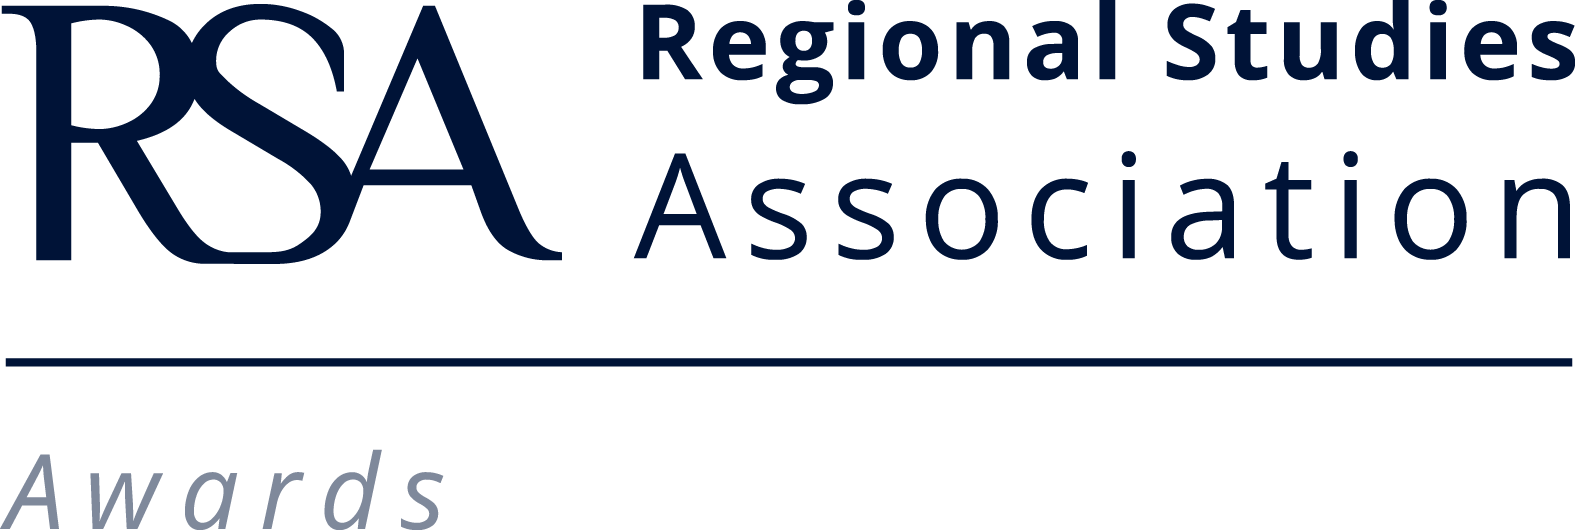 RSA
Regional Studies
Association
Awards